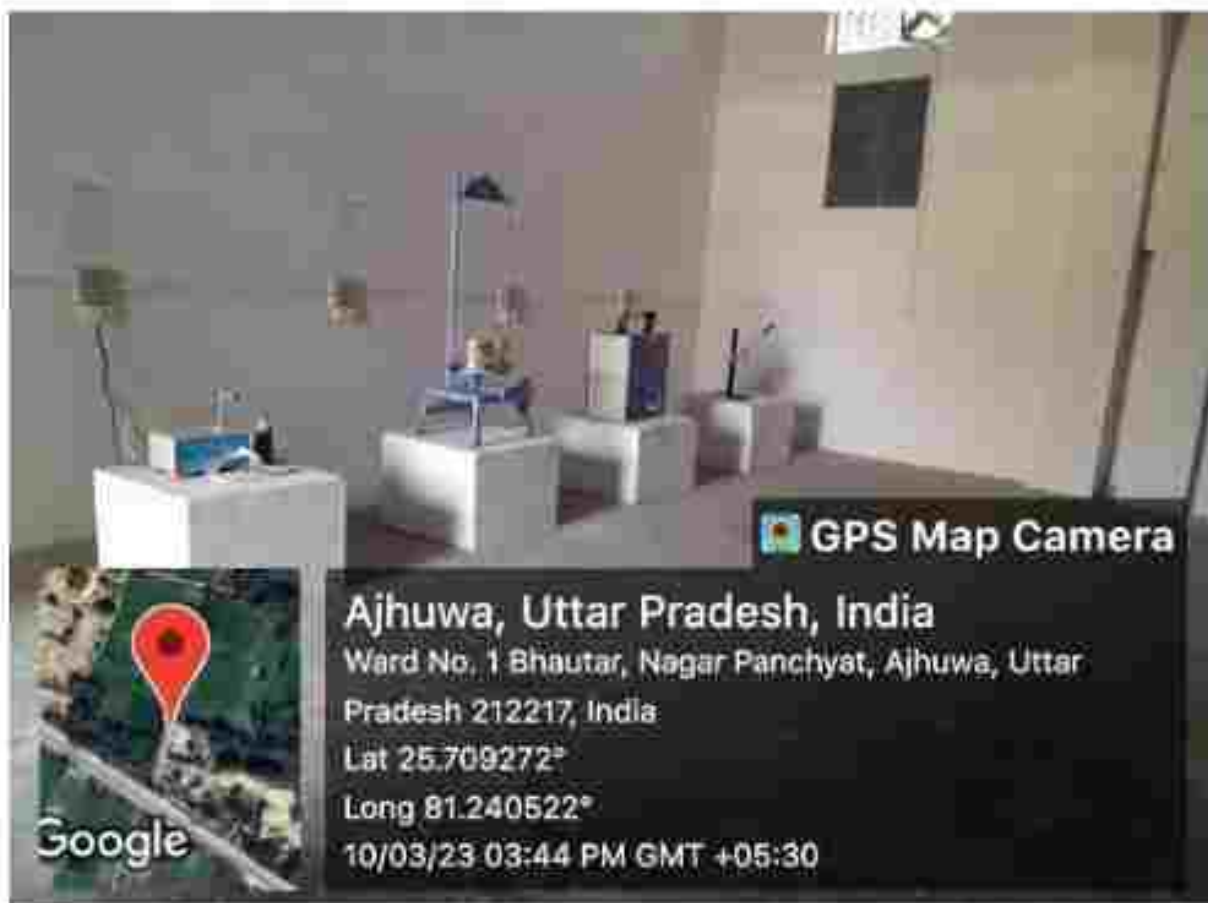 GPS Map Camera
Ajhuwa, Uttar Pradesh, India
Ward No. 1 Bhautar, Nagar Panchyat, Ajhuwa, Uttar
Pradesh 212217, India
Lat 25.709272°
Long 81.240522°
10/03/23 03:44 PM GMT +05:30
Google